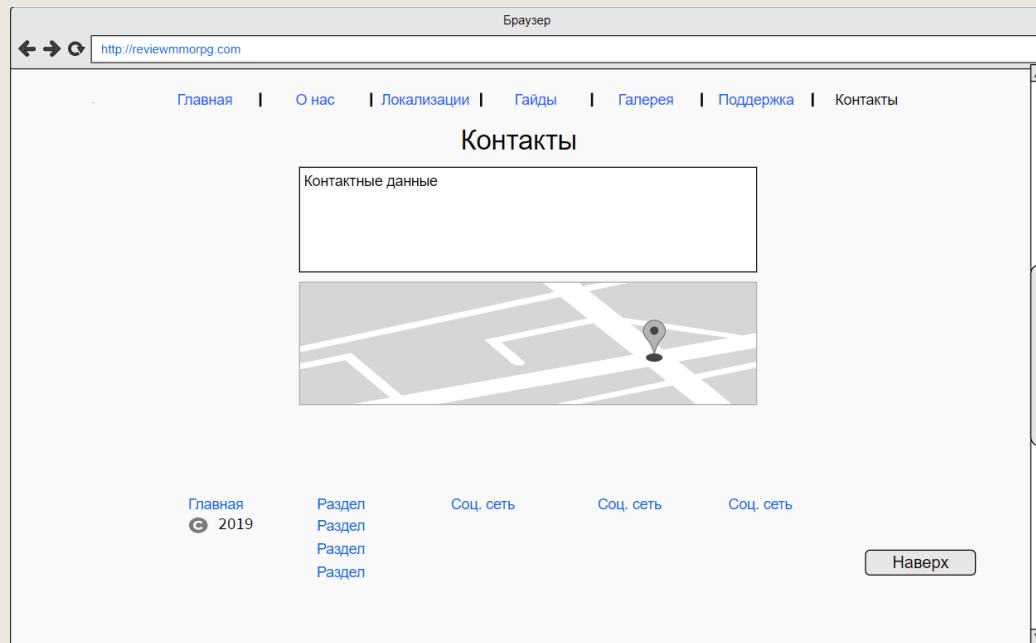 Браузер
http://reviewmmorpg.com
Главная | О нас | Локализации | Гайды | Галерея | Поддержка | Контакты
Контакты
Контактные данные
Главная Раздел Соц. сеть Соц. сеть Соц. сеть
© 2019 Раздел
Раздел
Раздел
Наверх